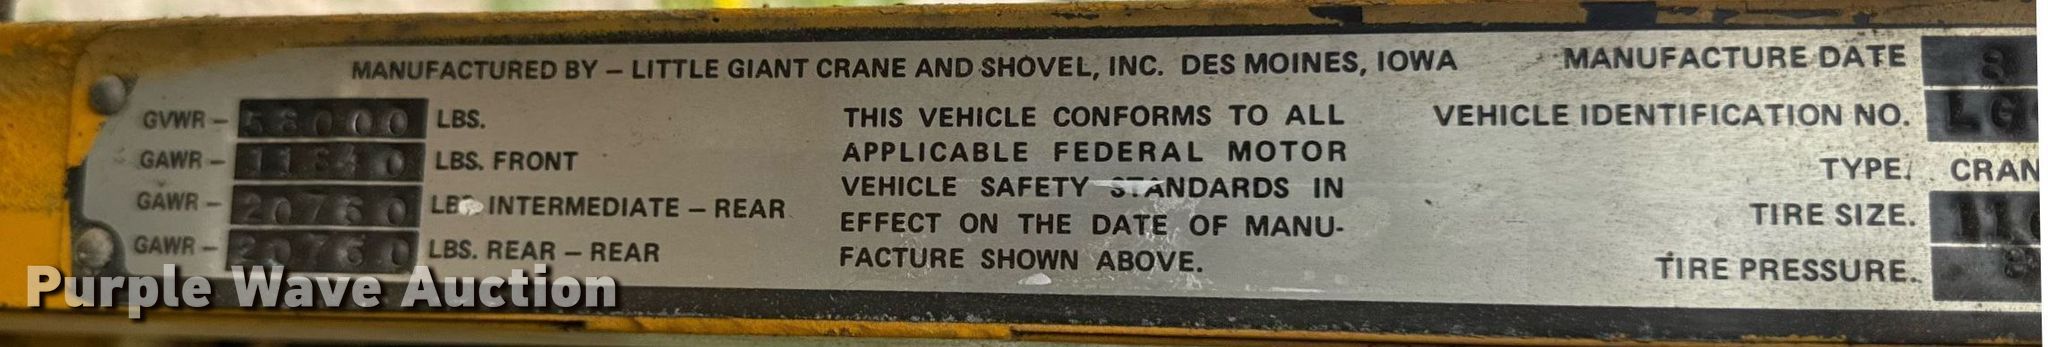 MANUFACTURED BY – LITTLE GIANT CRANE AND SHOVEL, INC. DES MOINES, IOWA
GVWR – 58000 LBS.
GAWR – 11340 LBS. FRONT
GAWR – 20760 LBS. INTERMEDIATE – REAR
GAWR – 20760 LBS. REAR – REAR
THIS VEHICLE CONFORMS TO ALL
APPLICABLE FEDERAL MOTOR
VEHICLE SAFETY STANDARDS IN
EFFECT ON THE DATE OF MANU-
FACTURE SHOWN ABOVE.
MANUFACTURE DATE
VEHICLE IDENTIFICATION NO. LG
TYPE. CRAN
TIRE SIZE.
TIRE PRESSURE.
Purple Wave Auction